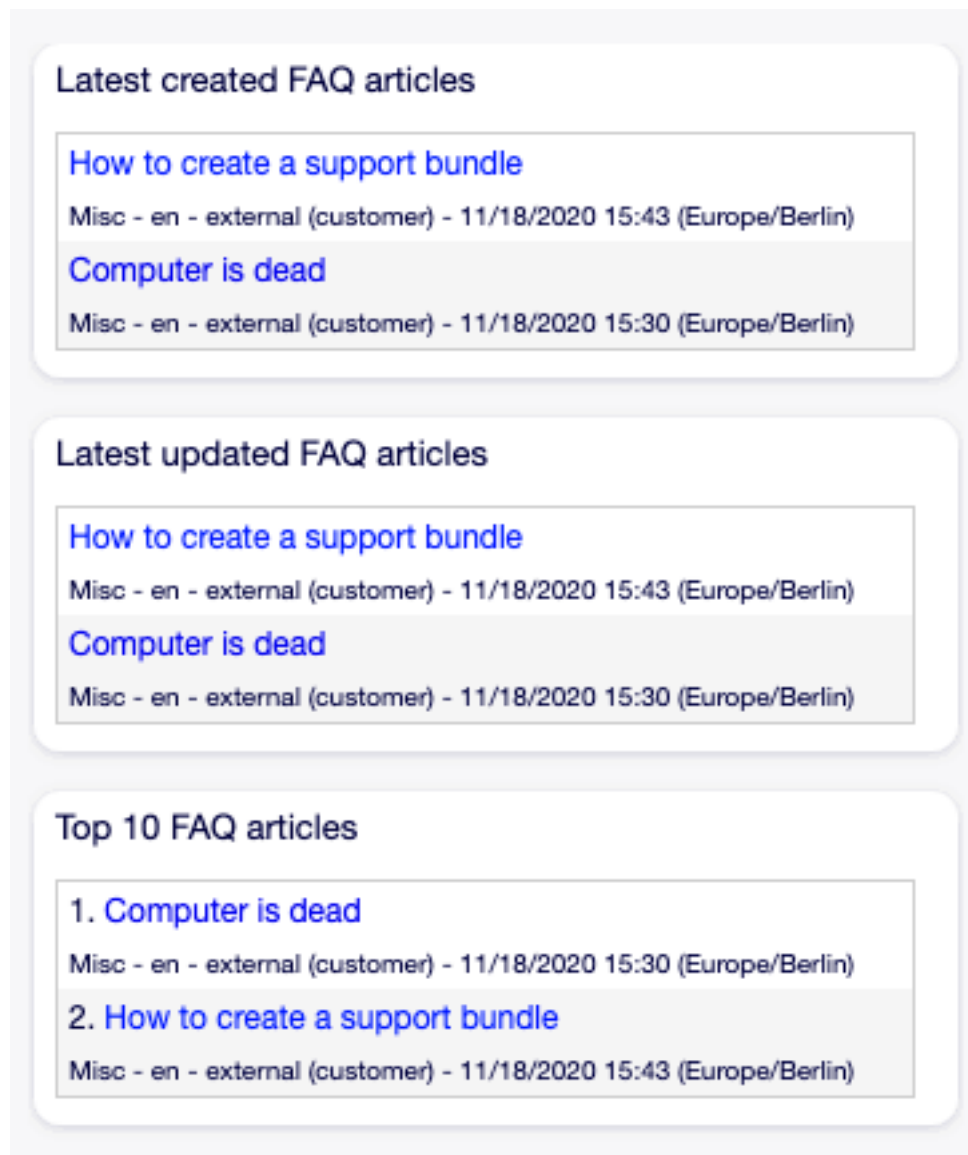 Latest created FAQ articles
How to create a support bundle
Misc - en - external (customer) - 11/18/2020 15:43 (Europe/Berlin)
Computer is dead
Misc - en - external (customer) - 11/18/2020 15:30 (Europe/Berlin)
Latest updated FAQ articles
How to create a support bundle
Misc - en - external (customer) - 11/18/2020 15:43 (Europe/Berlin)
Computer is dead
Misc - en - external (customer) - 11/18/2020 15:30 (Europe/Berlin)
Top 10 FAQ articles
1. Computer is dead
Misc - en - external (customer) - 11/18/2020 15:30 (Europe/Berlin)
2. How to create a support bundle
Misc - en - external (customer) - 11/18/2020 15:43 (Europe/Berlin)